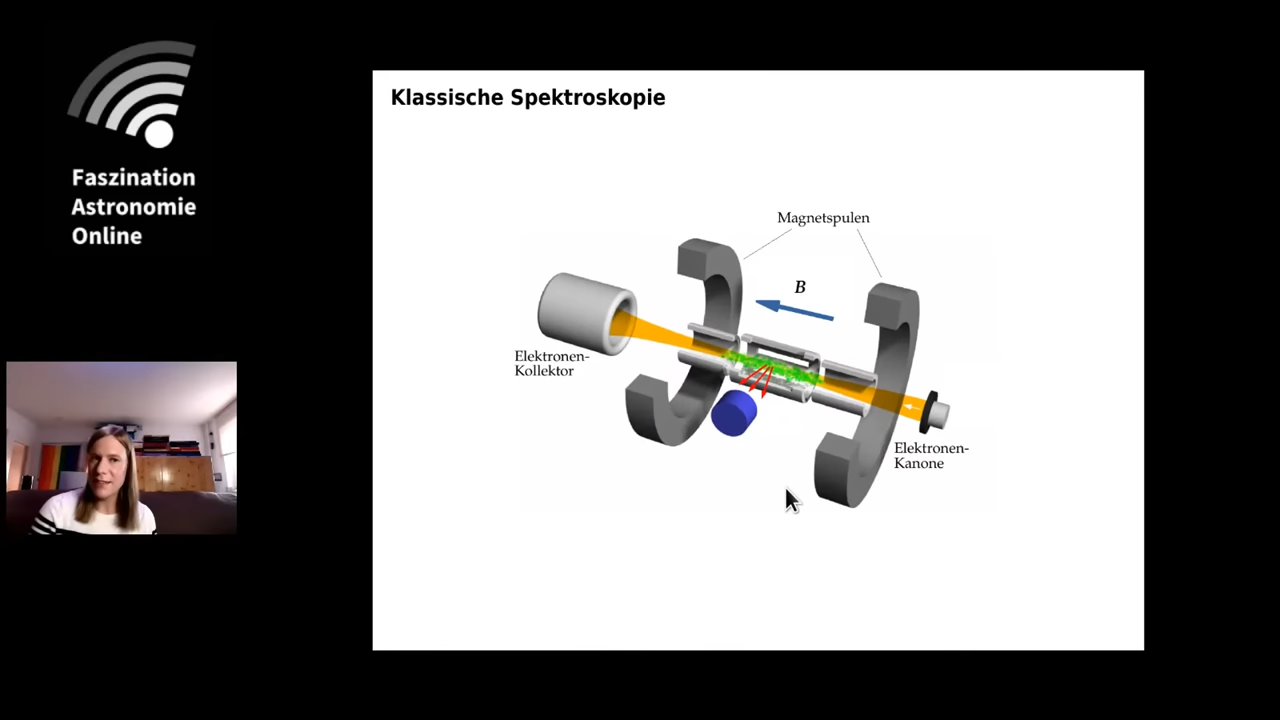 Faszination
Astronomie
Online
Klassische Spektroskopie
Magnetspulen
B
Elektronen-
Kollektor
Elektronen-
Kanone